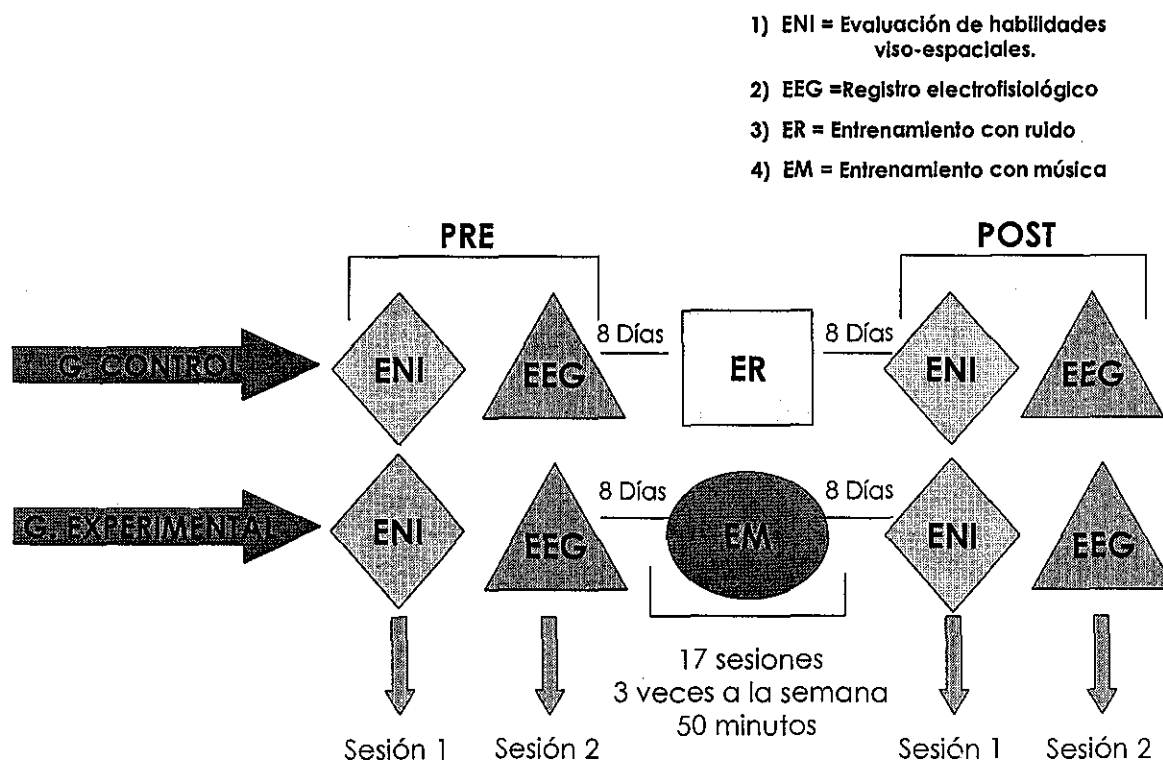 1) ENI = Evaluación de habilidades
viso-espaciales.
2) EEG =Registro electrofisiológico
3) ER = Entrenamiento con ruido
4) EM = Entrenamiento con música
PRE
POST
G. CONTROL
ENI
EEG
8 Días
ER
8 Días
ENI
EEG
G. EXPERIMENTAL
ENI
EEG
8 Días
EM
8 Días
ENI
EEG
17 sesiones
3 veces a la semana
50 minutos
Sesión 1
Sesión 2
Sesión 1
Sesión 2